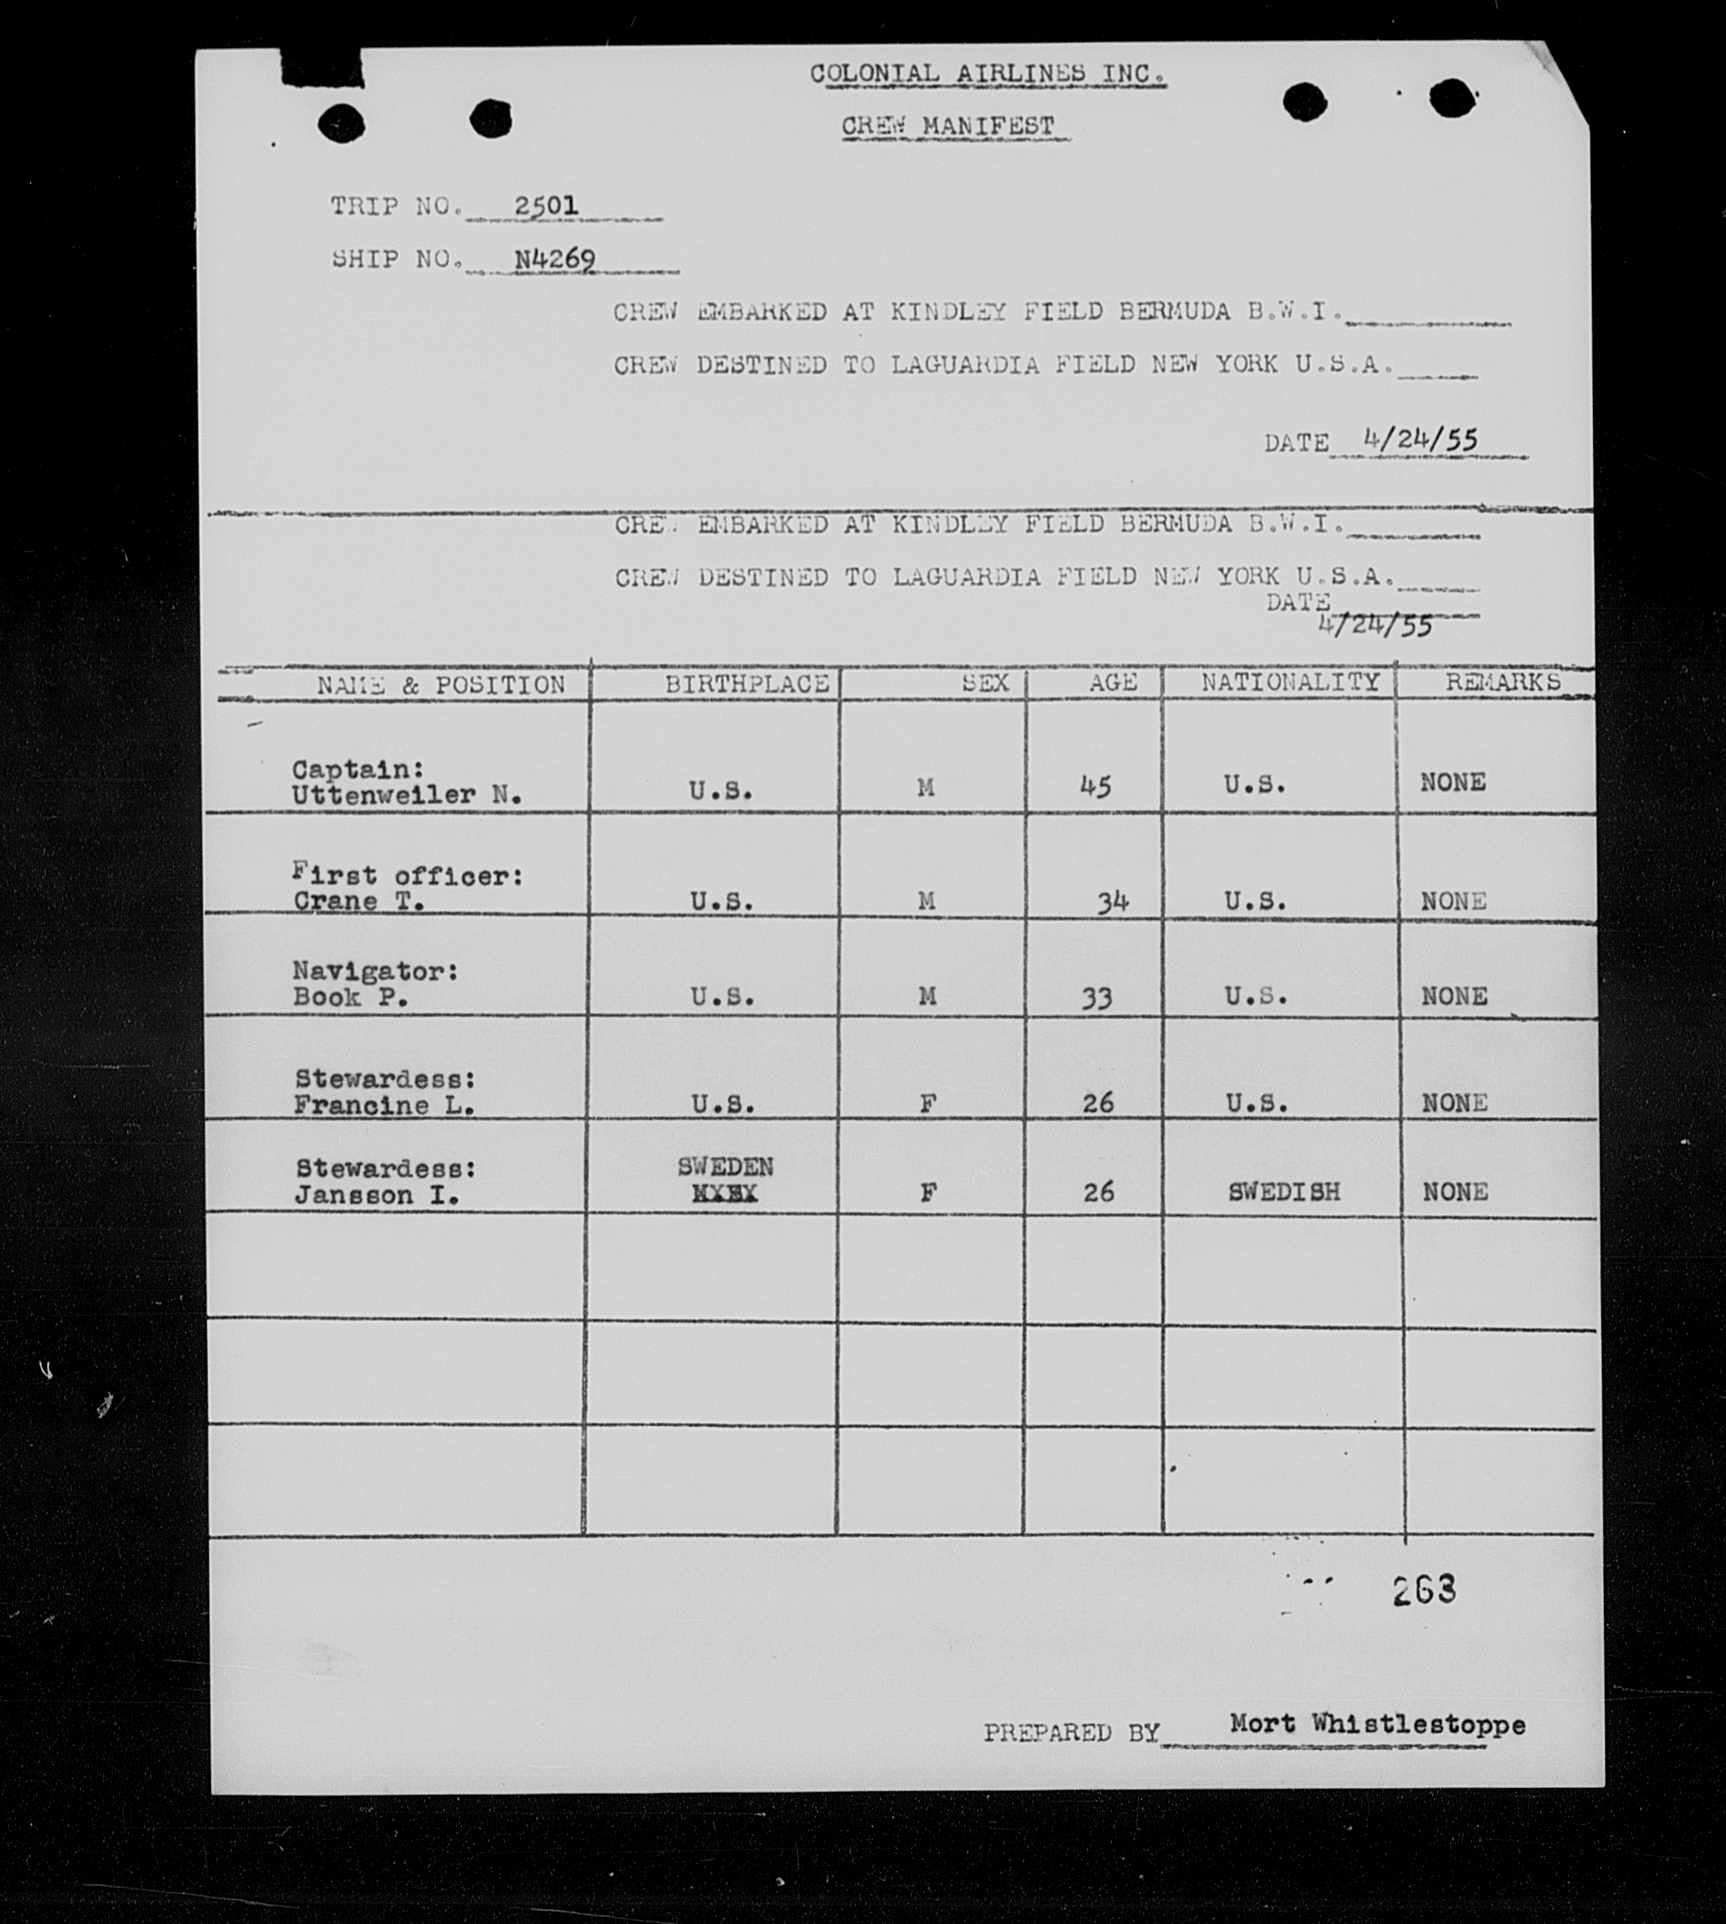 COLONIAL AIRLINES INC.
CREW MANIFEST
TRIP NO. 2501
SHIP NO. N4269
CREW EMBARKED AT KINDLEY FIELD BERMUDA B.W.I.
CREW DESTINED TO LAGUARDIA FIELD NEW YORK U.S.A.
DATE 4/24/55
CREW EMBARKED AT KINDLEY FIELD BERMUDA B.W.I.
CREW DESTINED TO LAGUARDIA FIELD NEW YORK U.S.A.
DATE
4/24/55
NAME & POSITION BIRTHPLACE SEX AGE NATIONALITY REMARKS
Captain:
Uttenweiler N. U.S. M 45 U.S. NONE
First officer:
Crane T. U.S. M 34 U.S. NONE
Navigator:
Book P. U.S. M 33 U.S. NONE
Stewardess:
Francine L. U.S. F 26 U.S. NONE
Stewardess: SWEDEN
Jansson I. F 26 SWEDISH NONE
263
PREPARED BY Mort Whistlestoppe